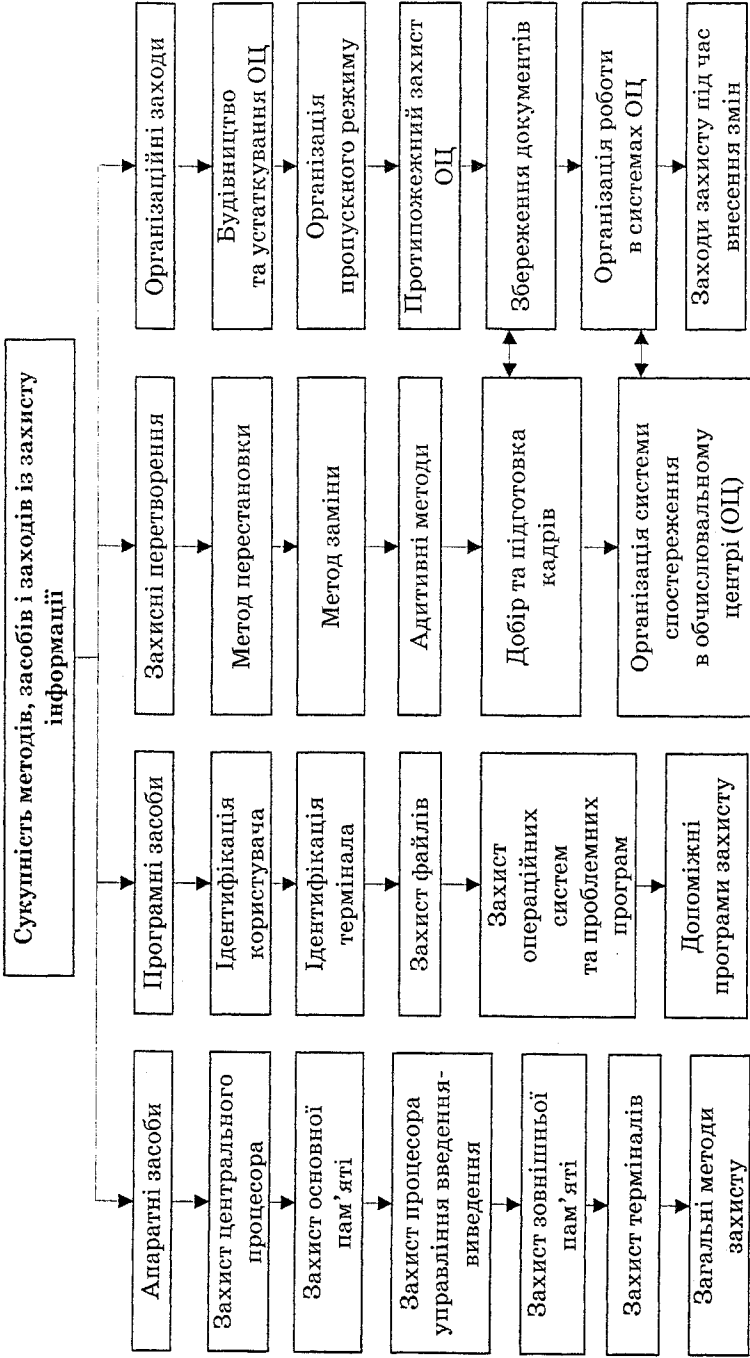 Сукупність методів, засобів і заходів із захисту
інформації
Апаратні засоби
Захист центрального
процесора
Захист основної
пам’яті
Захист процесора
управління введення-
виведення
Захист зовнішньої
пам’яті
Захист терміналів
Загальні методи
захисту
Програмні засоби
Ідентифікація
користувача
Ідентифікація
термінала
Захист файлів
Захист
операційних
систем
та проблемних
програм
Допоміжні
програми захисту
Захисні перетворення
Метод перестановки
Метод заміни
Адитивні методи
Добір та підготовка
кадрів
Організація системи
спостереження
в обчислювальному
центрі (ОЦ)
Організаційні заходи
Будівництво
та устаткування ОЦ
Організація
пропускного режиму
Протипожежний захист
ОЦ
Збереження документів
Організація роботи
в системах ОЦ
Заходи захисту під час
внесення змін